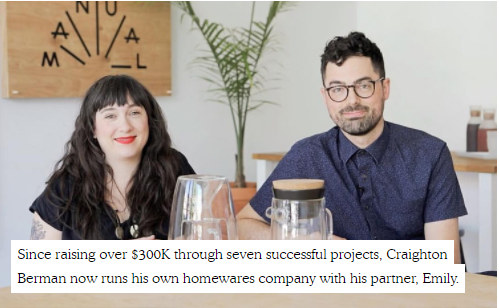 MANUAL
Since raising over $300K through seven successful projects, Craighton
Berman now runs his own homewares company with his partner, Emily.